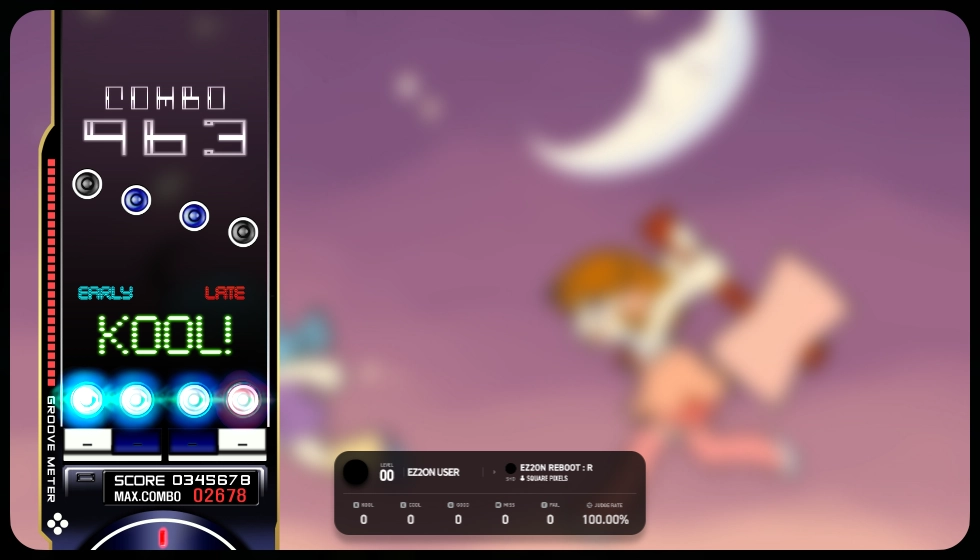 COMBO
963
EARLY LATE
KOOL!
GROOVE METER
SCORE 0345678
MAX.COMBO 02678
LEVEL
00 EZ2ON USER
EZ2ON REBOOT : R
SQUARE PIXELS
KOOL COOL GOOD MISS FAIL JUDGE RATE
0 0 0 0 0 100.00%